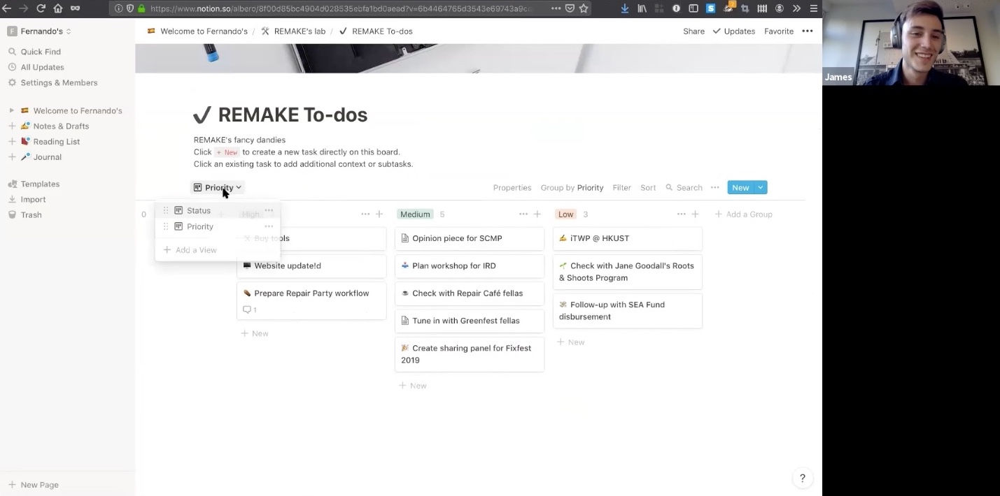 https://www.notion.so/albero/8f00d85bc4904d028535ebfa1bd0aead?v=6b4464765d3543e69743a9c
F Fernando's
Welcome to Fernando's / REMAKE's lab / REMAKE To-dos
Share Updates Favorite
Quick Find
All Updates
Settings & Members
Welcome to Fernando's
Notes & Drafts
Reading List
Journal
Templates
Import
Trash
New Page
REMAKE To-dos
REMAKE's fancy dandies
Click + New to create a new task directly on this board.
Click an existing task to add additional context or subtasks.
Priority
Properties Group by Priority Filter Sort Search New
Status
Priority
Add a View
0
High
Buy tools
Website update!d
Prepare Repair Party workflow
1
+ New
Medium 5
Opinion piece for SCMP
Plan workshop for IRD
Check with Repair Café fellas
Tune in with Greenfest fellas
Create sharing panel for Fixfest
2019
+ New
Low 3
iTWP @ HKUST
Check with Jane Goodall's Roots
& Shoots Program
Follow-up with SEA Fund
disbursement
+ New
+ Add a Group
?
James